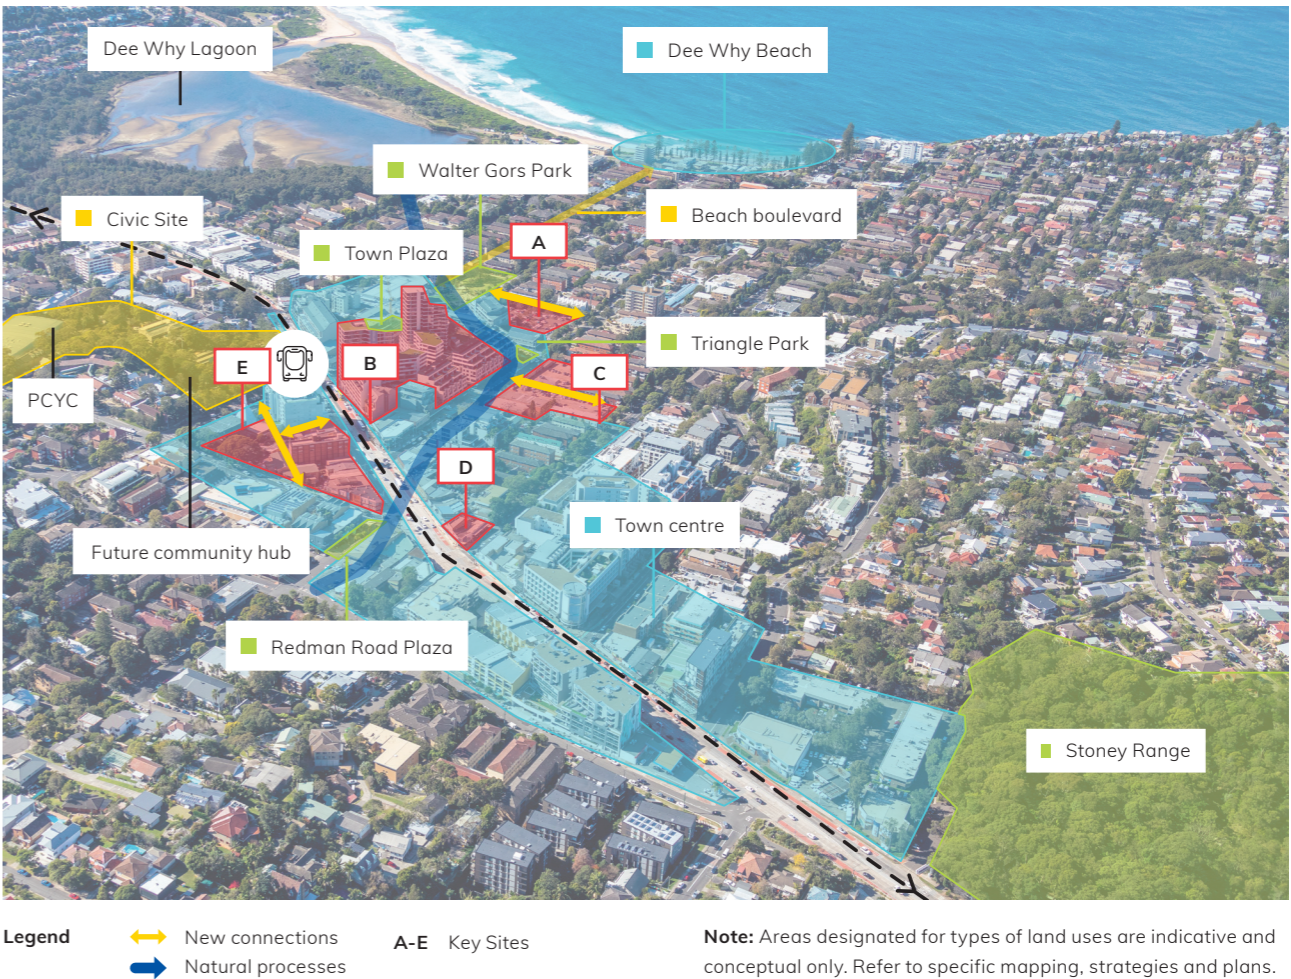 Dee Why Lagoon
Dee Why Beach
Walter Gors Park
Civic Site
Beach boulevard
A
Town Plaza
Triangle Park
E
B
C
PCYC
D
Town centre
Future community hub
Redman Road Plaza
Stoney Range
Legend
New connections
Natural processes
A-E Key Sites
Note: Areas designated for types of land uses are indicative and
conceptual only. Refer to specific mapping, strategies and plans.